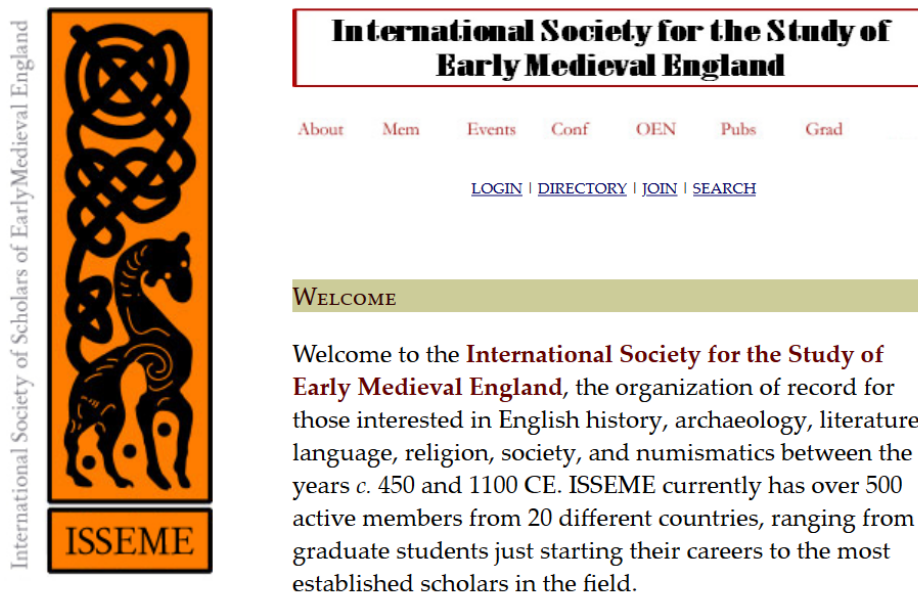 International Society of Scholars of EarlyMedieval England
ISSEME
International Society for the Study of
Early Medieval England
About Mem Events Conf OEN Pubs Grad
LOGIN | DIRECTORY | JOIN | SEARCH
WELCOME
Welcome to the International Society for the Study of
Early Medieval England, the organization of record for
those interested in English history, archaeology, literature
language, religion, society, and numismatics between the
years c. 450 and 1100 CE. ISSEME currently has over 500
active members from 20 different countries, ranging from
graduate students just starting their careers to the most
established scholars in the field.